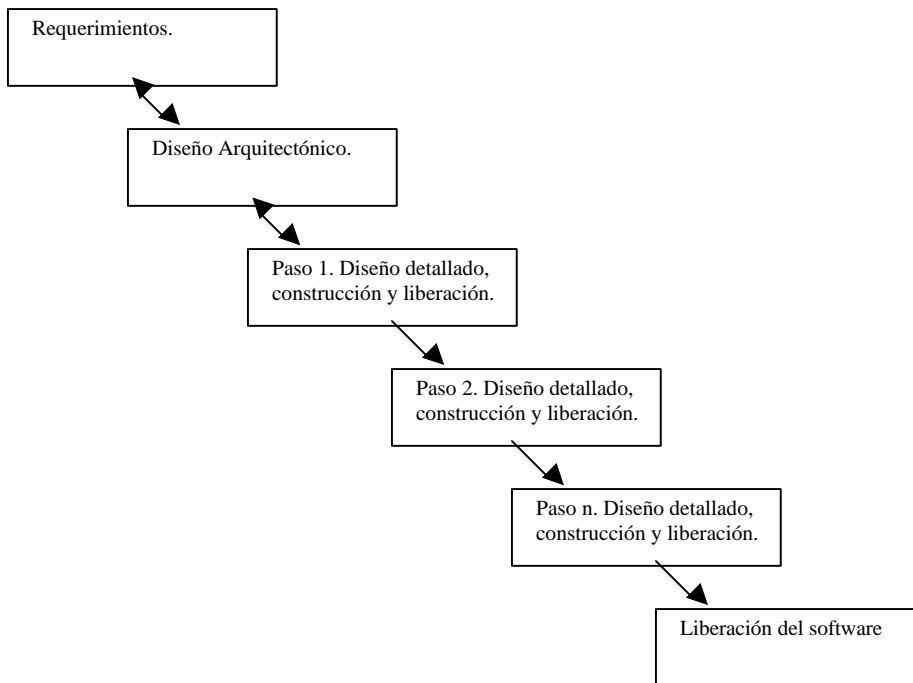 Requerimientos.
Diseño Arquitectónico.
Paso 1. Diseño detallado,
construcción y liberación.
Paso 2. Diseño detallado,
construcción y liberación.
Paso n. Diseño detallado,
construcción y liberación.
Liberación del software